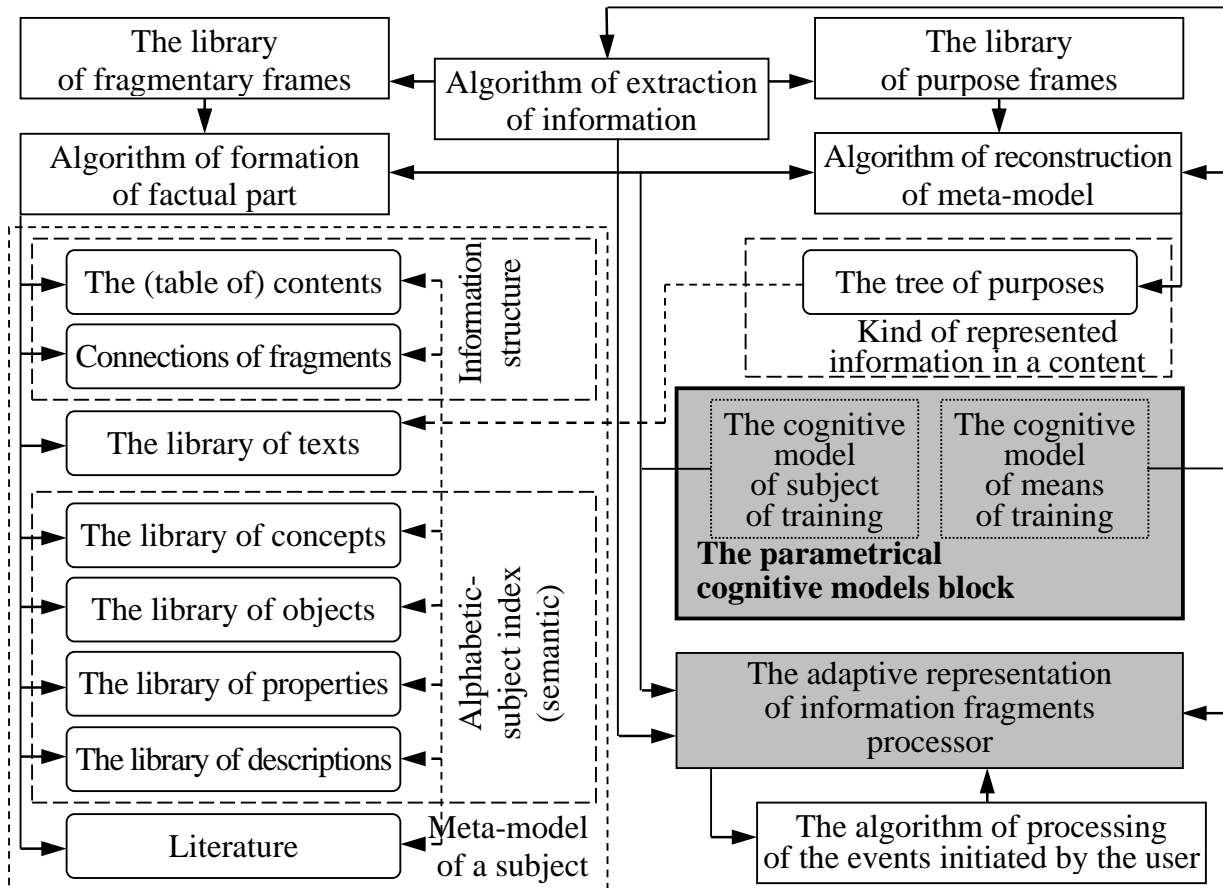 The library
of fragmentary frames
Algorithm of extraction
of information
The library
of purpose frames
Algorithm of formation
of factual part
Algorithm of reconstruction
of meta-model
The (table of) contents
Connections of fragments
Information
structure
The tree of purposes
Kind of represented
information in a content
The library of texts
The cognitive
model
of subject
of training
The cognitive
model
of means
of training
The parametrical
cognitive models block
The library of concepts
The library of objects
The library of properties
The library of descriptions
Alphabetic-
subject index
(semantic)
The adaptive representation
of information fragments
processor
Literature
Meta-model
of a subject
The algorithm of processing
of the events initiated by the user